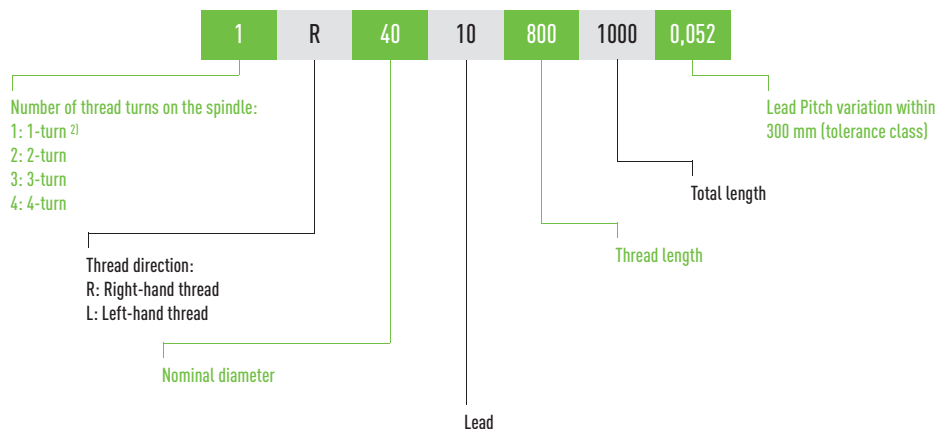 1 R 40 10 800 1000 0,052
Number of thread turns on the spindle:
1: 1-turn 2)
2: 2-turn
3: 3-turn
4: 4-turn
Lead Pitch variation within
300 mm (tolerance class)
Total length
Thread length
Thread direction:
R: Right-hand thread
L: Left-hand thread
Nominal diameter
Lead